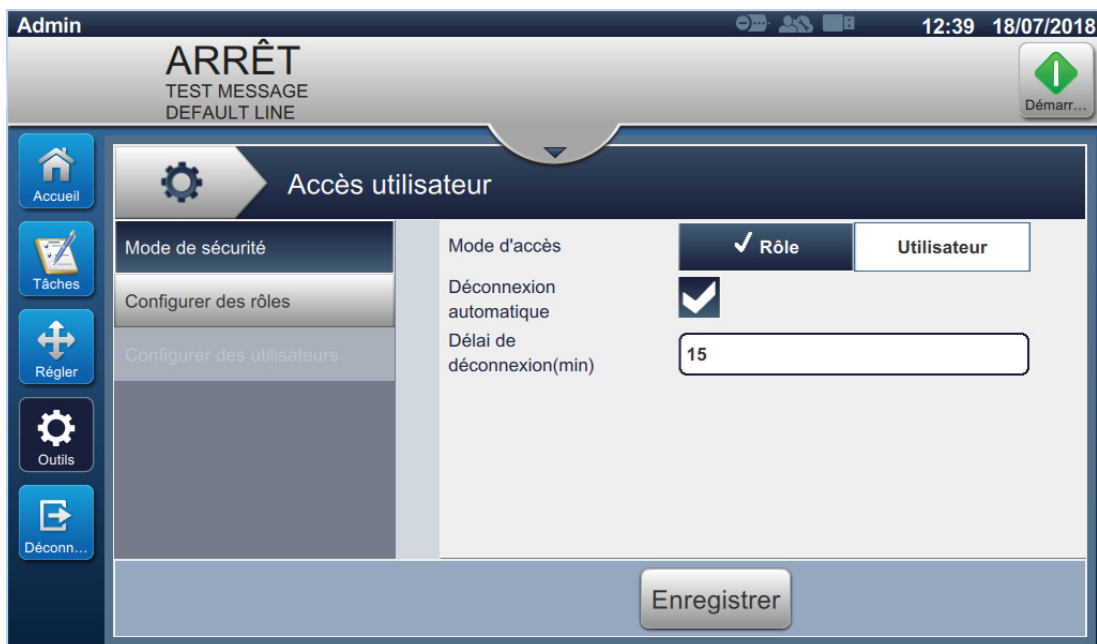 Admin
12:39 18/07/2018
ARRÊT
TEST MESSAGE
DEFAULT LINE
Démarr...
Accueil
Tâches
Régler
Outils
Déconn...
Accès utilisateur
Mode de sécurité
Configurer des rôles
Configurer des utilisateurs
Mode d'accès
Rôle
Utilisateur
Déconnexion
automatique
Délai de
déconnexion(min)
15
Enregistrer